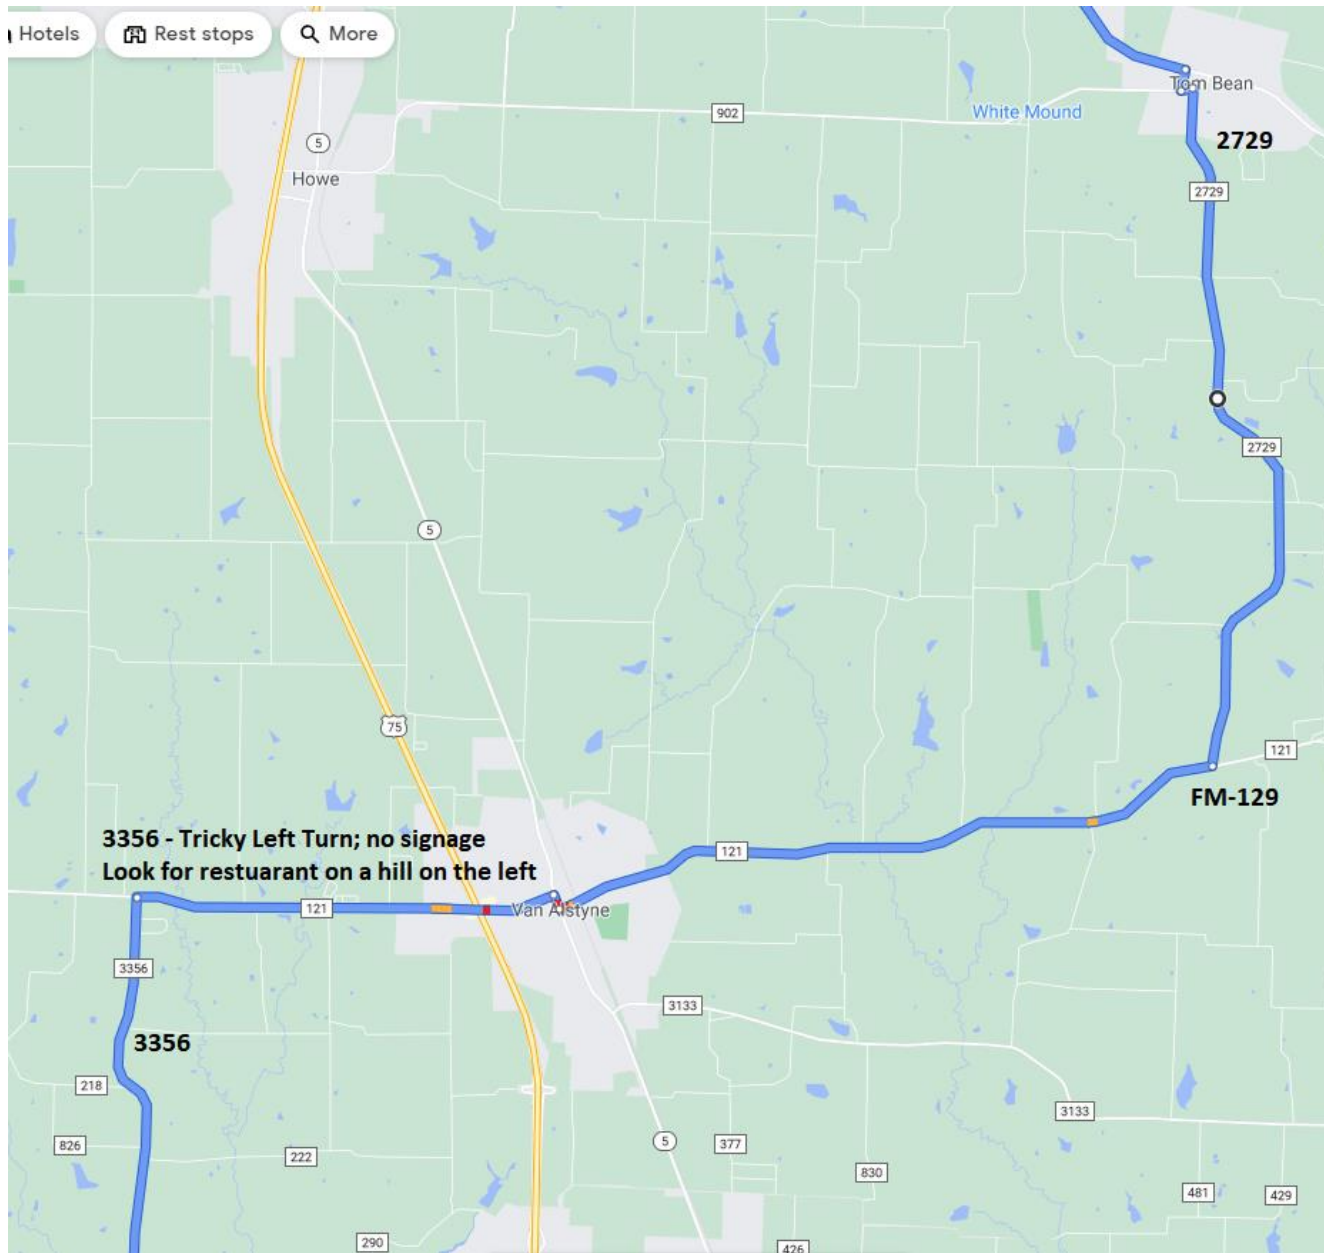 Hotels
Rest stops
More
Tom Bean
902
White Mound
2729
5
Howe
2729
2729
5
75
121
FM-129
3356 - Tricky Left Turn; no signage
Look for restuarant on a hill on the left
121
121
Van Alstyne
3356
3133
3356
218
3133
826
222
5
377
830
481
429
290
426